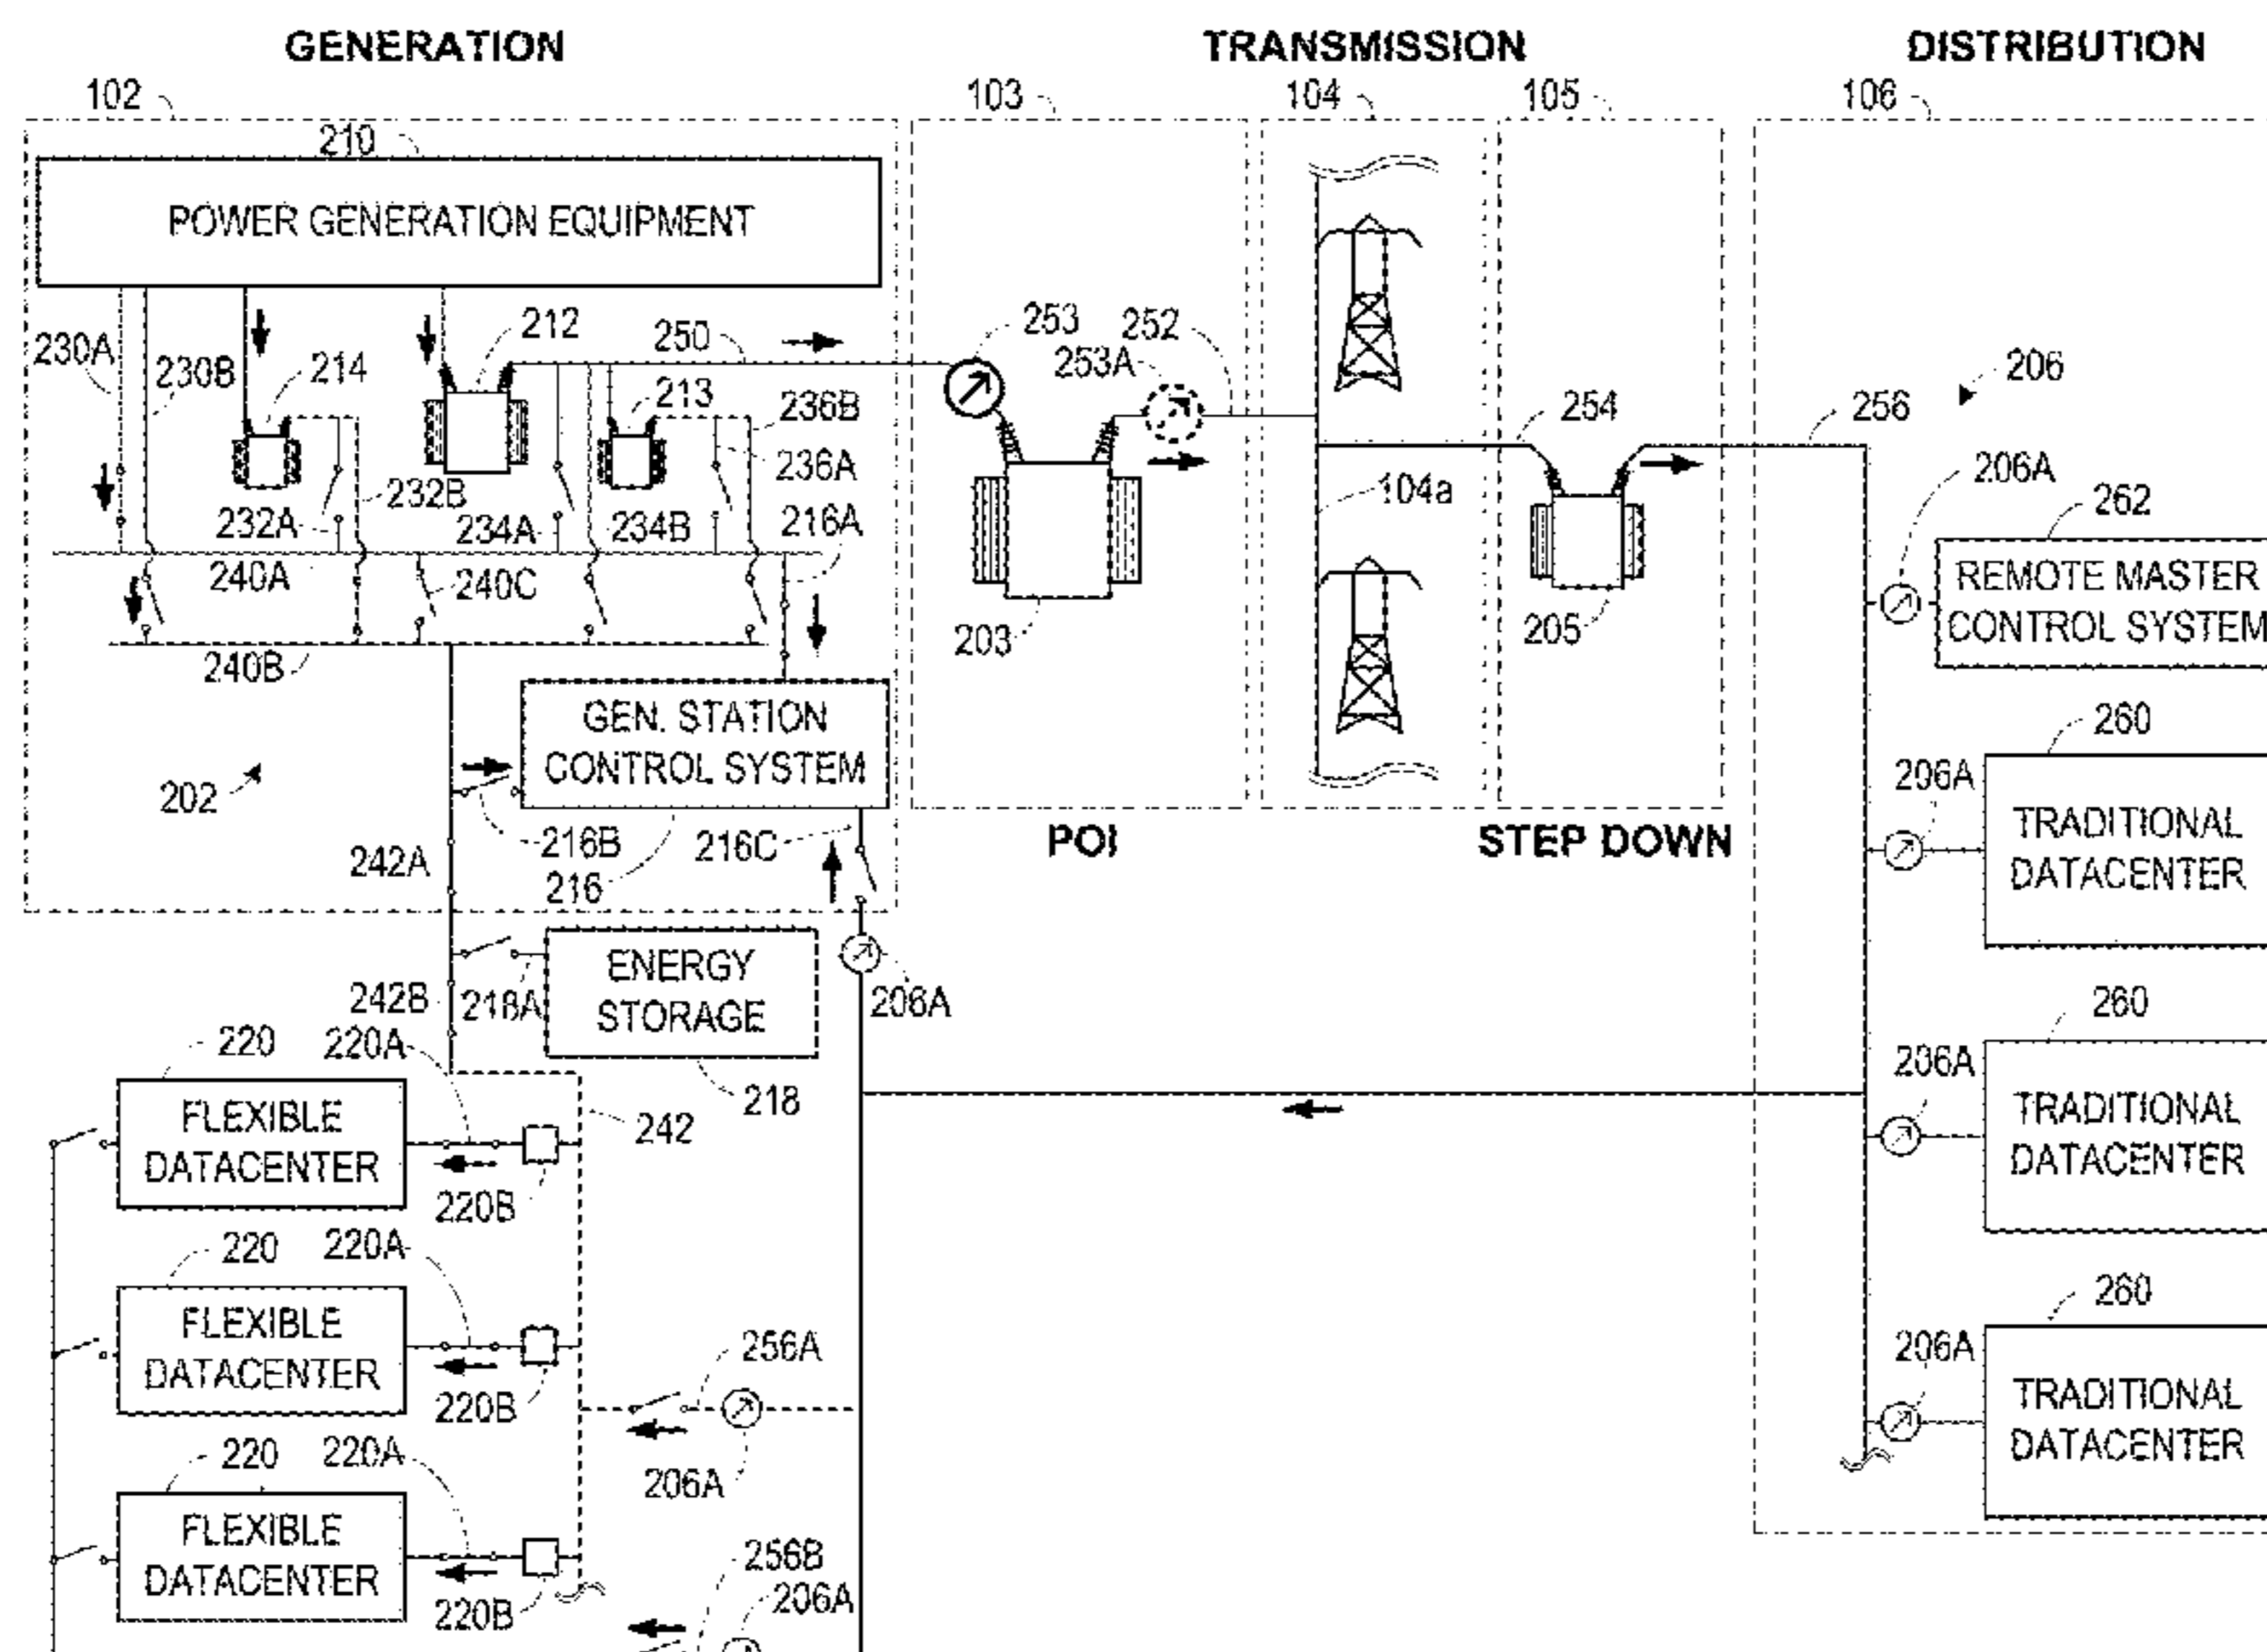 GENERATION
TRANSMISSION
DISTRIBUTION
102
103
104
105
106
210
POWER GENERATION EQUIPMENT
212
250
253
252
253A
230A
230B
214
213
236B
206
254
256
236A
206A
232B
104a
262
232A
234A
234B
216A
240A
240C
REMOTE MASTER
CONTROL SYSTEM
203
205
240B
GEN. STATION
CONTROL SYSTEM
260
206A
202
TRADITIONAL
DATACENTER
216B
216C
POI
STEP DOWN
242A
216
ENERGY
STORAGE
242B
218A
206A
260
220
220A
206A
218
FLEXIBLE
DATACENTER
242
TRADITIONAL
DATACENTER
220B
220
220A
260
FLEXIBLE
DATACENTER
256A
206A
220B
TRADITIONAL
DATACENTER
220
220A
206A
FLEXIBLE
DATACENTER
256B
206A
220B